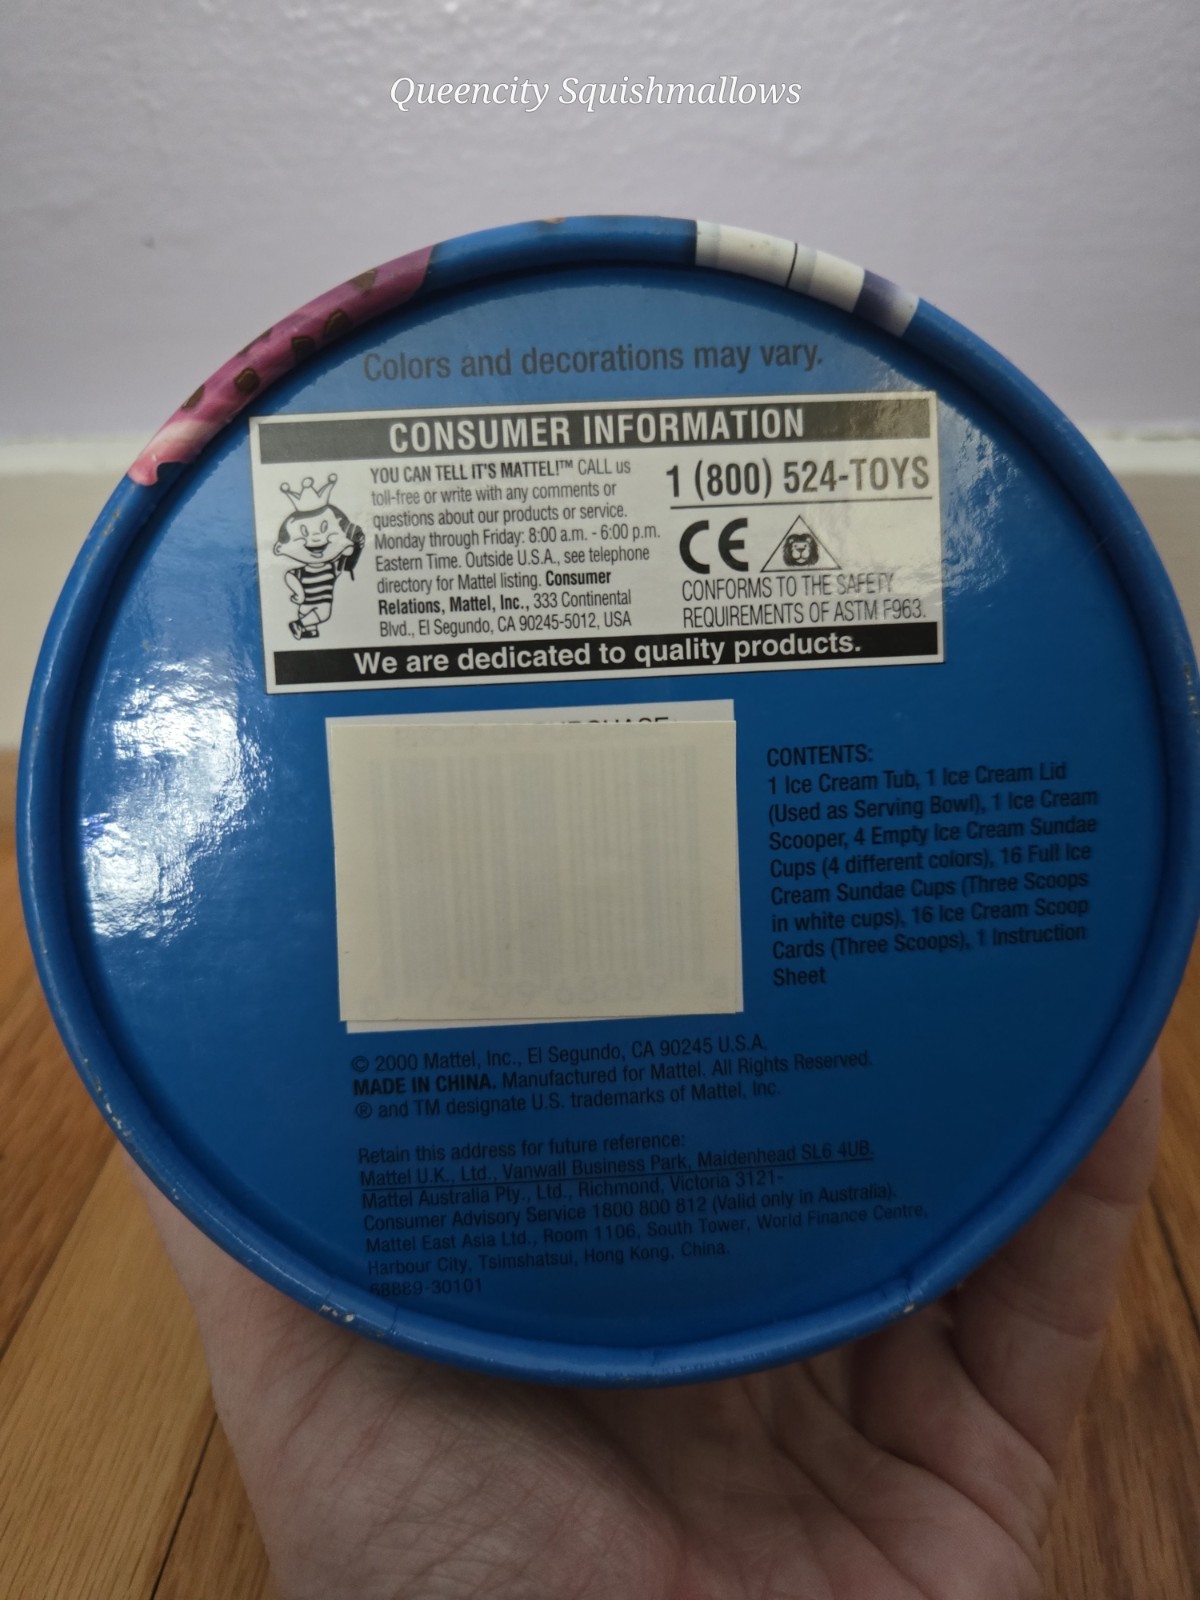 Queencity Squishmallows
Colors and decorations may vary.
CONSUMER INFORMATION
YOU CAN TELL IT'S MATTEL!™ CALL us
toll-free or write with any comments or
questions about our products or service.
Monday through Friday: 8:00 a.m. - 6:00 p.m.
Eastern Time. Outside U.S.A., see telephone
directory for Mattel listing. Consumer
Relations, Mattel, Inc., 333 Continental
Blvd., El Segundo, CA 90245-5012, USA
1 (800) 524-TOYS
CE
CONFORMS TO THE SAFETY
REQUIREMENTS OF ASTM F963.
We are dedicated to quality products.
CONTENTS:
1 Ice Cream Tub, 1 Ice Cream Lid
(Used as Serving Bowl), 1 Ice Cream
Scooper, 4 Empty Ice Cream Sundae
Cups (4 different colors), 16 Full Ice
Cream Sundae Cups (Three Scoops
in white cups), 16 Ice Cream Scoop
Cards (Three Scoops), 1 Instruction
Sheet
© 2000 Mattel, Inc., El Segundo, CA 90245 U.S.A.
MADE IN CHINA. Manufactured for Mattel. All Rights Reserved.
® and TM designate U.S. trademarks of Mattel, Inc.
Retain this address for future reference:
Mattel U.K., Ltd., Vanwall Business Park, Maidenhead SL6 4UB.
Mattel Australia Pty., Ltd., Richmond, Victoria 3121-
Consumer Advisory Service 1800 800 812 (Valid only in Australia).
Mattel East Asia Ltd., Room 1106, South Tower, World Finance Centre,
Harbour City, Tsimshatsui, Hong Kong, China.
68889-30101